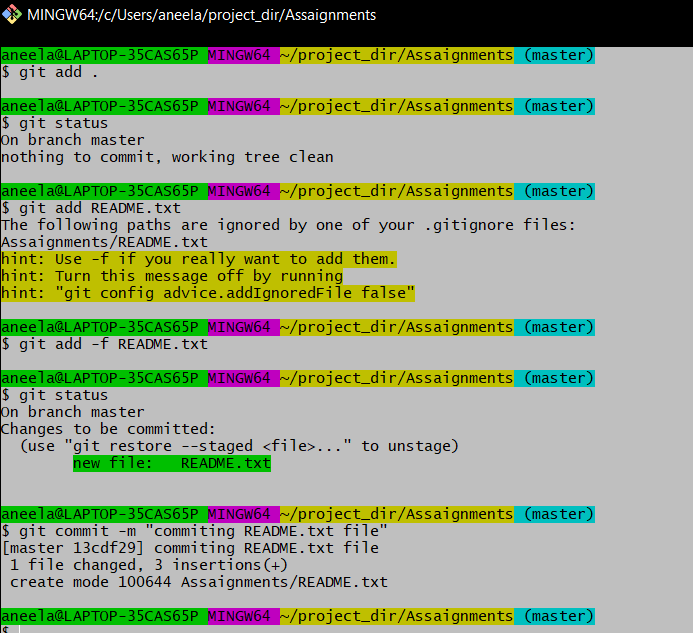 MINGW64:/c/Users/aneela/project_dir/Assaignments
aneela@LAPTOP-35CAS65P MINGW64 ~/project_dir/Assaignments (master)
$ git add .
aneela@LAPTOP-35CAS65P MINGW64 ~/project_dir/Assaignments (master)
$ git status
On branch master
nothing to commit, working tree clean
aneela@LAPTOP-35CAS65P MINGW64 ~/project_dir/Assaignments (master)
$ git add README.txt
The following paths are ignored by one of your .gitignore files:
Assaignments/README.txt
hint: Use -f if you really want to add them.
hint: Turn this message off by running
hint: "git config advice.addIgnoredFile false"
aneela@LAPTOP-35CAS65P MINGW64 ~/project_dir/Assaignments (master)
$ git add -f README.txt
aneela@LAPTOP-35CAS65P MINGW64 ~/project_dir/Assaignments (master)
$ git status
On branch master
Changes to be committed:
  (use "git restore --staged <file>..." to unstage)
        new file:   README.txt
aneela@LAPTOP-35CAS65P MINGW64 ~/project_dir/Assaignments (master)
$ git commit -m "commiting README.txt file"
[master 13cdf29] commiting README.txt file
 1 file changed, 3 insertions(+)
 create mode 100644 Assaignments/README.txt
aneela@LAPTOP-35CAS65P MINGW64 ~/project_dir/Assaignments (master)
$